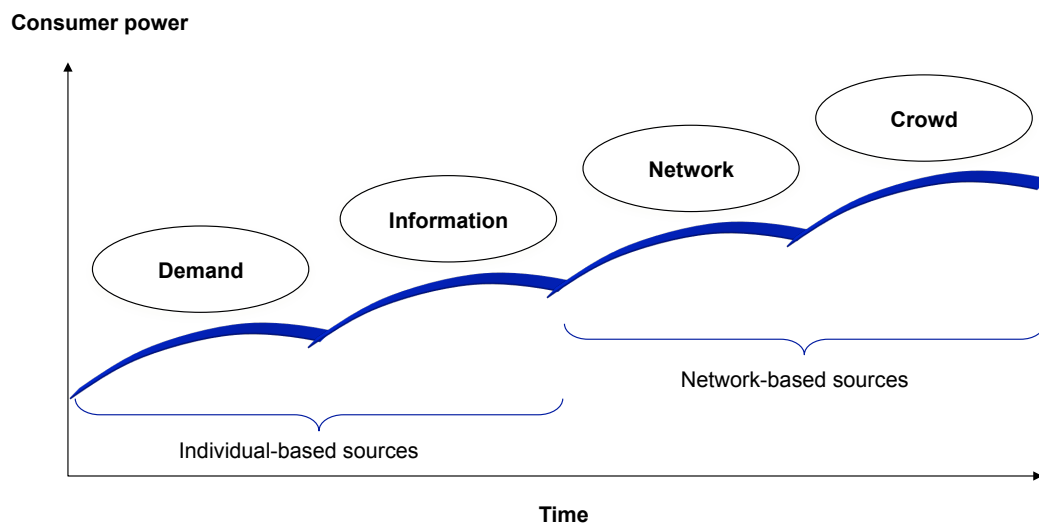 Consumer power
Crowd
Network
Information
Demand
Network-based sources
Individual-based sources
Time